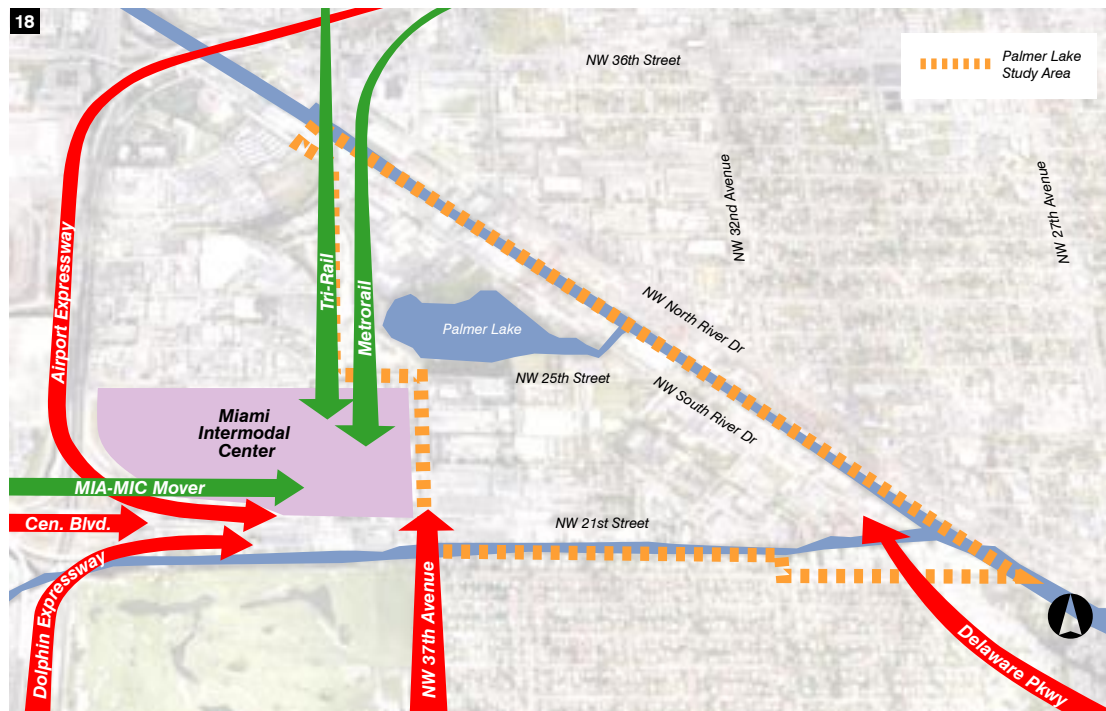 18
NW 36th Street
Palmer Lake
Study Area
NW 32nd Avenue
NW 27th Avenue
Airport Expressway
Tri-Rail
Metrorail
NW North River Dr
Palmer Lake
NW 25th Street
NW South River Dr
Miami
Intermodal
Center
MIA-MIC Mover
Cen. Blvd.
NW 21st Street
Dolphin Expressway
NW 37th Avenue
Delaware Pkwy